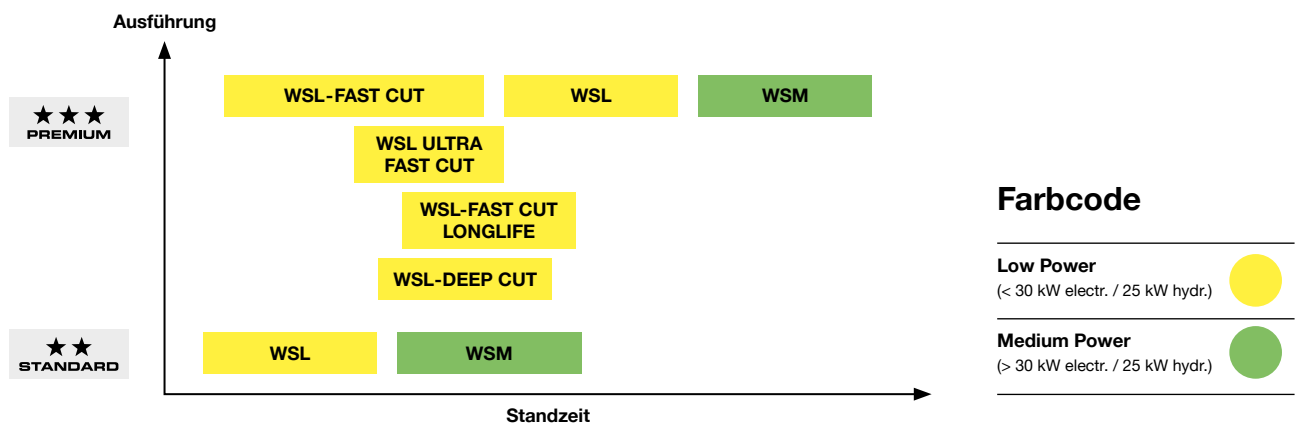 Ausführung
WSL-FAST CUT
WSL
WSM
★★★
PREMIUM
WSL ULTRA
FAST CUT
WSL-FAST CUT
LONGLIFE
WSL-DEEP CUT
★★
STANDARD
WSL
WSM
Standzeit
Farbcode
Low Power
(< 30 kW electr. / 25 kW hydr.)
Medium Power
(> 30 kW electr. / 25 kW hydr.)